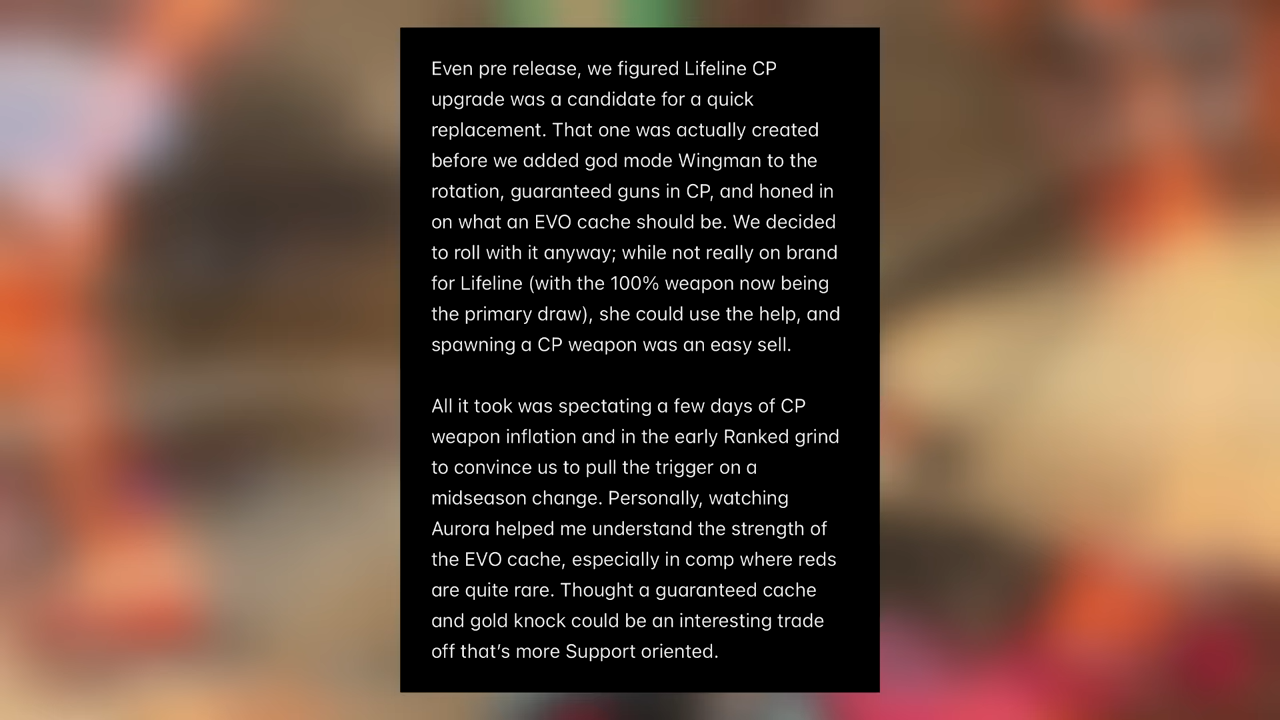 Even pre release, we figured Lifeline CP
upgrade was a candidate for a quick
replacement. That one was actually created
before we added god mode Wingman to the
rotation, guaranteed guns in CP, and honed in
on what an EVO cache should be. We decided
to roll with it anyway; while not really on brand
for Lifeline (with the 100% weapon now being
the primary draw), she could use the help, and
spawning a CP weapon was an easy sell.

All it took was spectating a few days of CP
weapon inflation and in the early Ranked grind
to convince us to pull the trigger on a
midseason change. Personally, watching
Aurora helped me understand the strength of
the EVO cache, especially in comp where reds
are quite rare. Thought a guaranteed cache
and gold knock could be an interesting trade
off that’s more Support oriented.